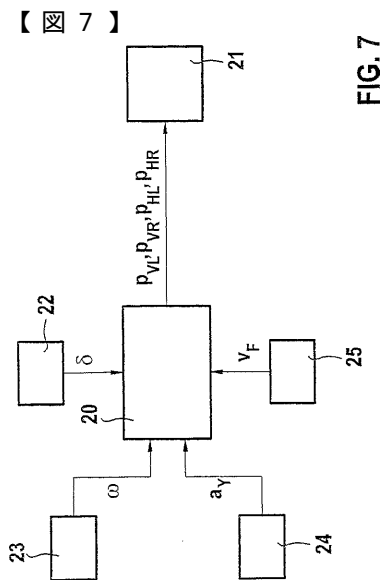 【図 7】
21
p_VL, p_VR, p_HL, p_HR
22
δ
20
23
ω
a_Y
24
v_F
25
FIG. 7